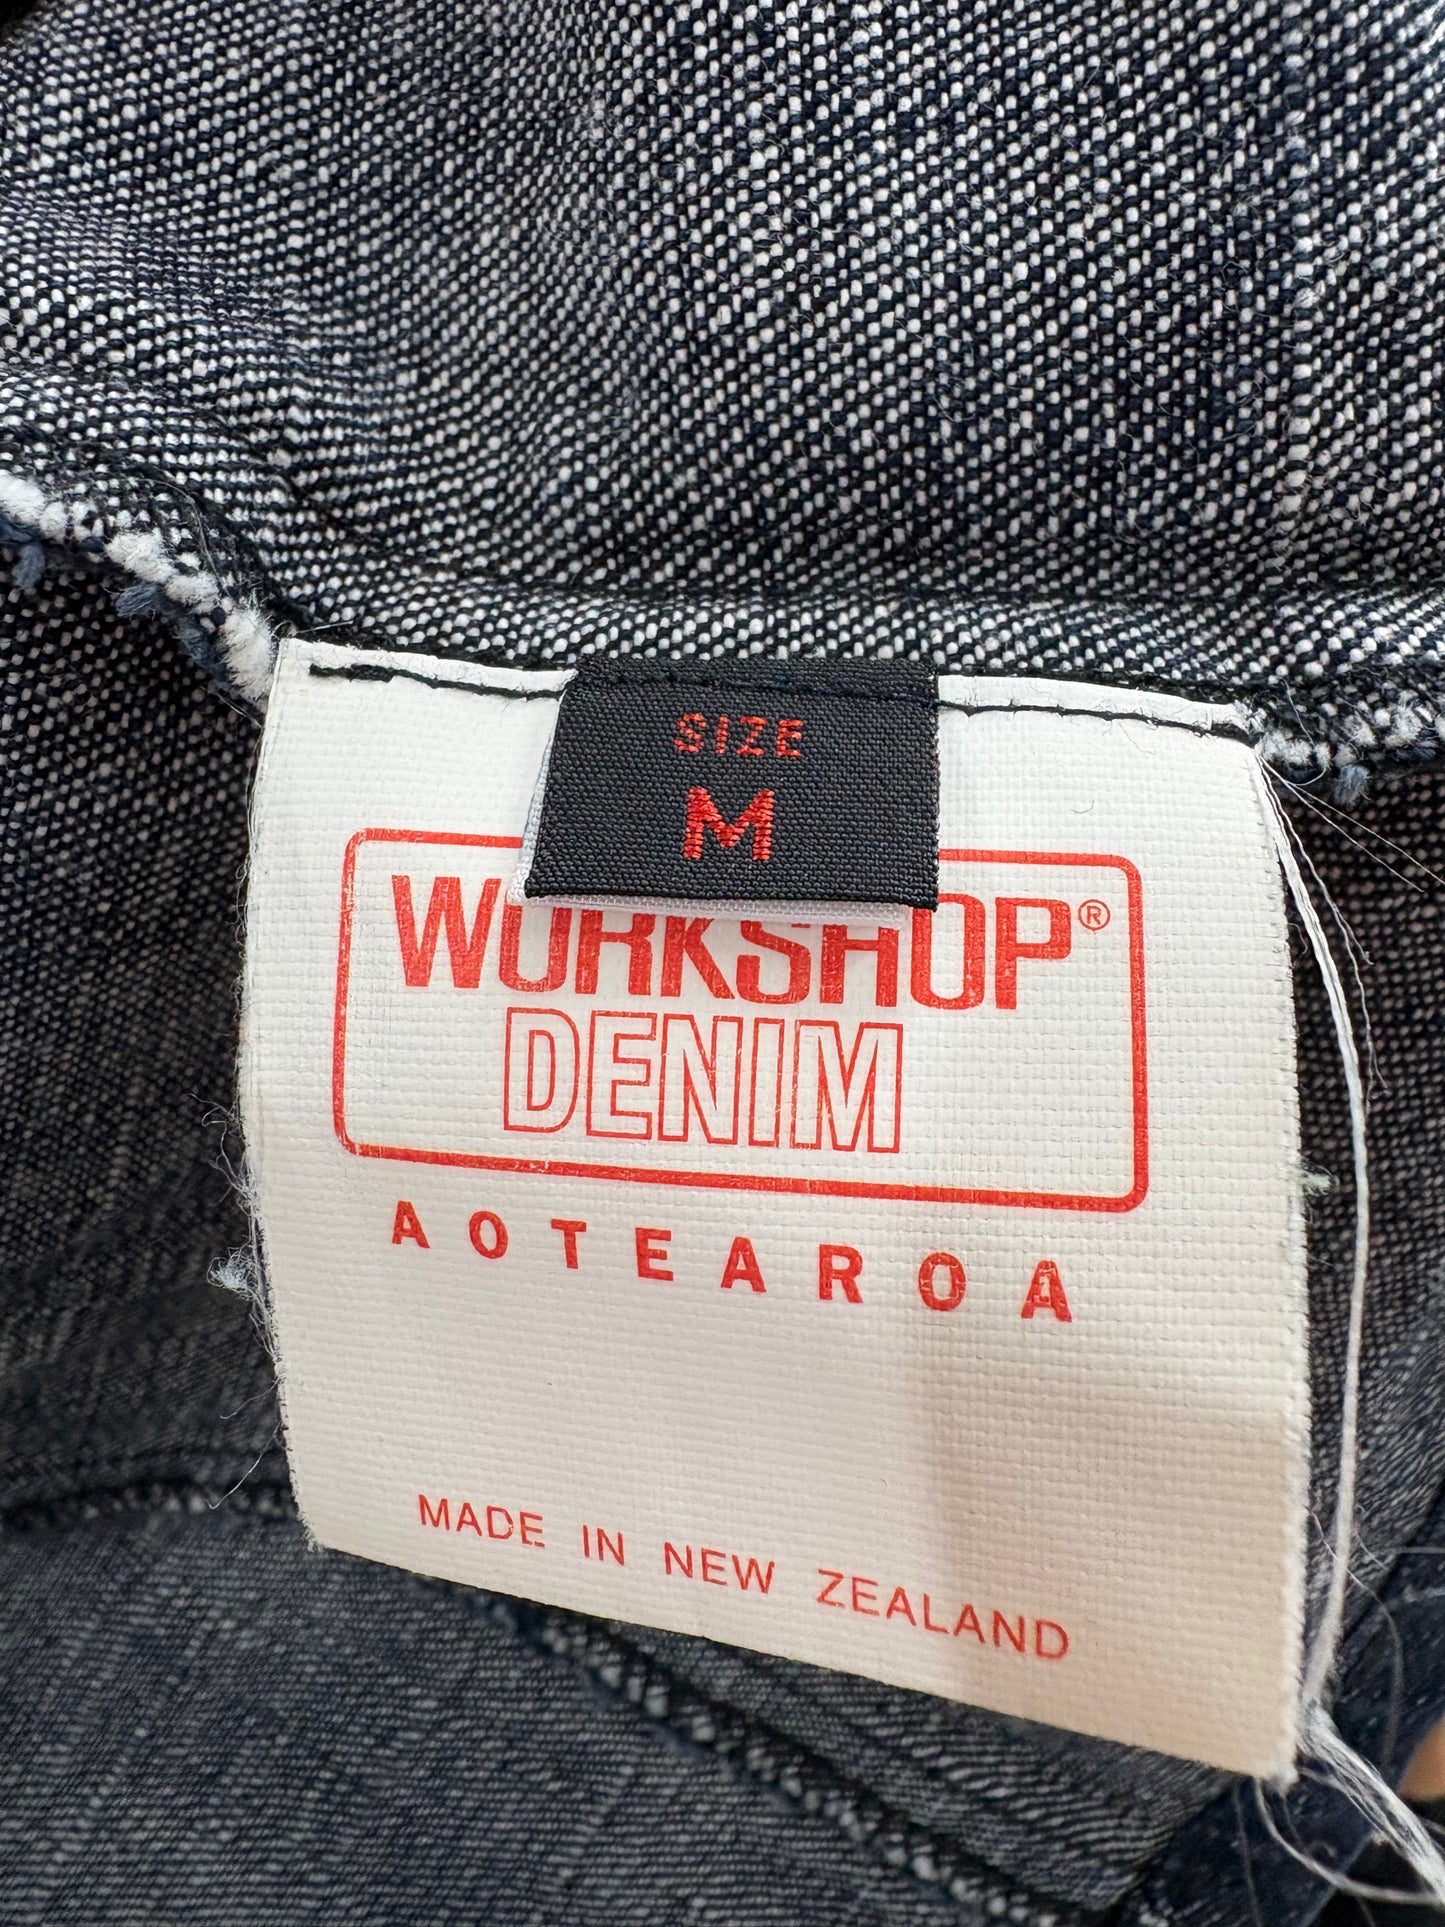 SIZE
M
WORKSHOP®
DENIM
AOTEAROA
MADE IN NEW ZEALAND